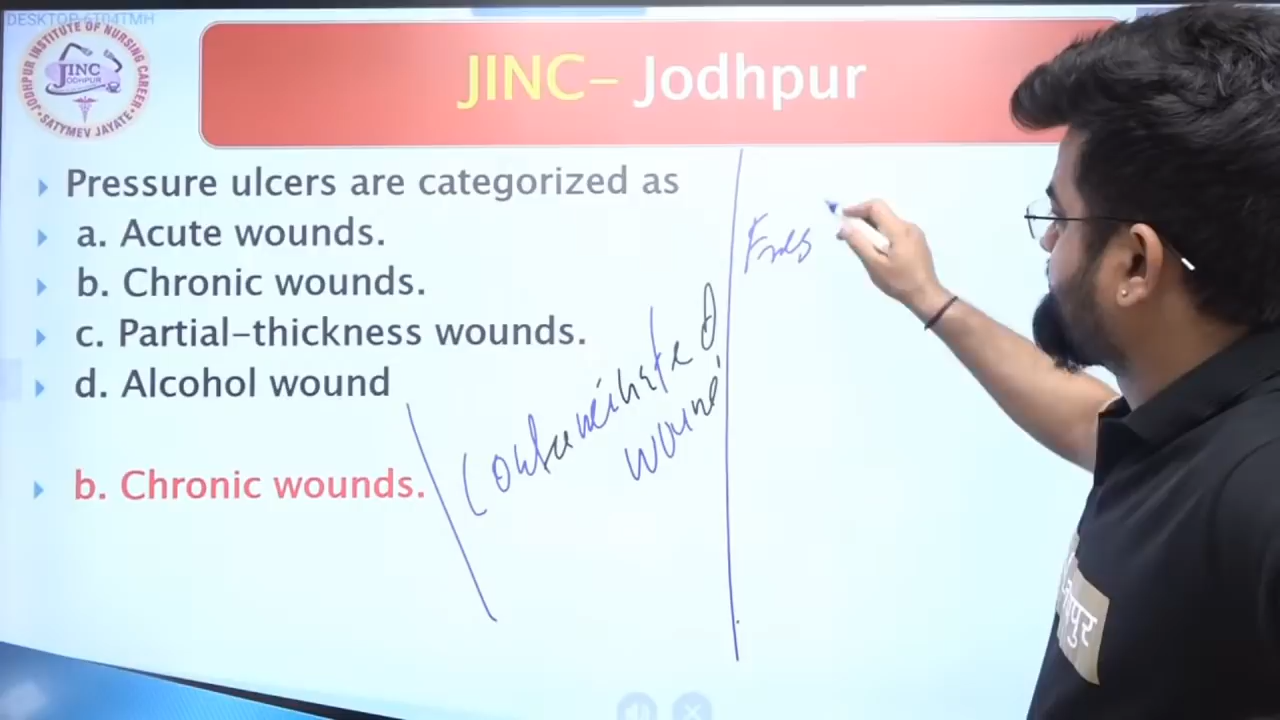 DESKTOP-6T04TMH
JODHPUR INSTITUTE OF NURSING CAREER
JINC
JODHPUR
SATYMEV JAYATE
JINC- Jodhpur
Pressure ulcers are categorized as
a. Acute wounds.
b. Chronic wounds.
c. Partial-thickness wounds.
d. Alcohol wound
b. Chronic wounds.
Contaminated
wound